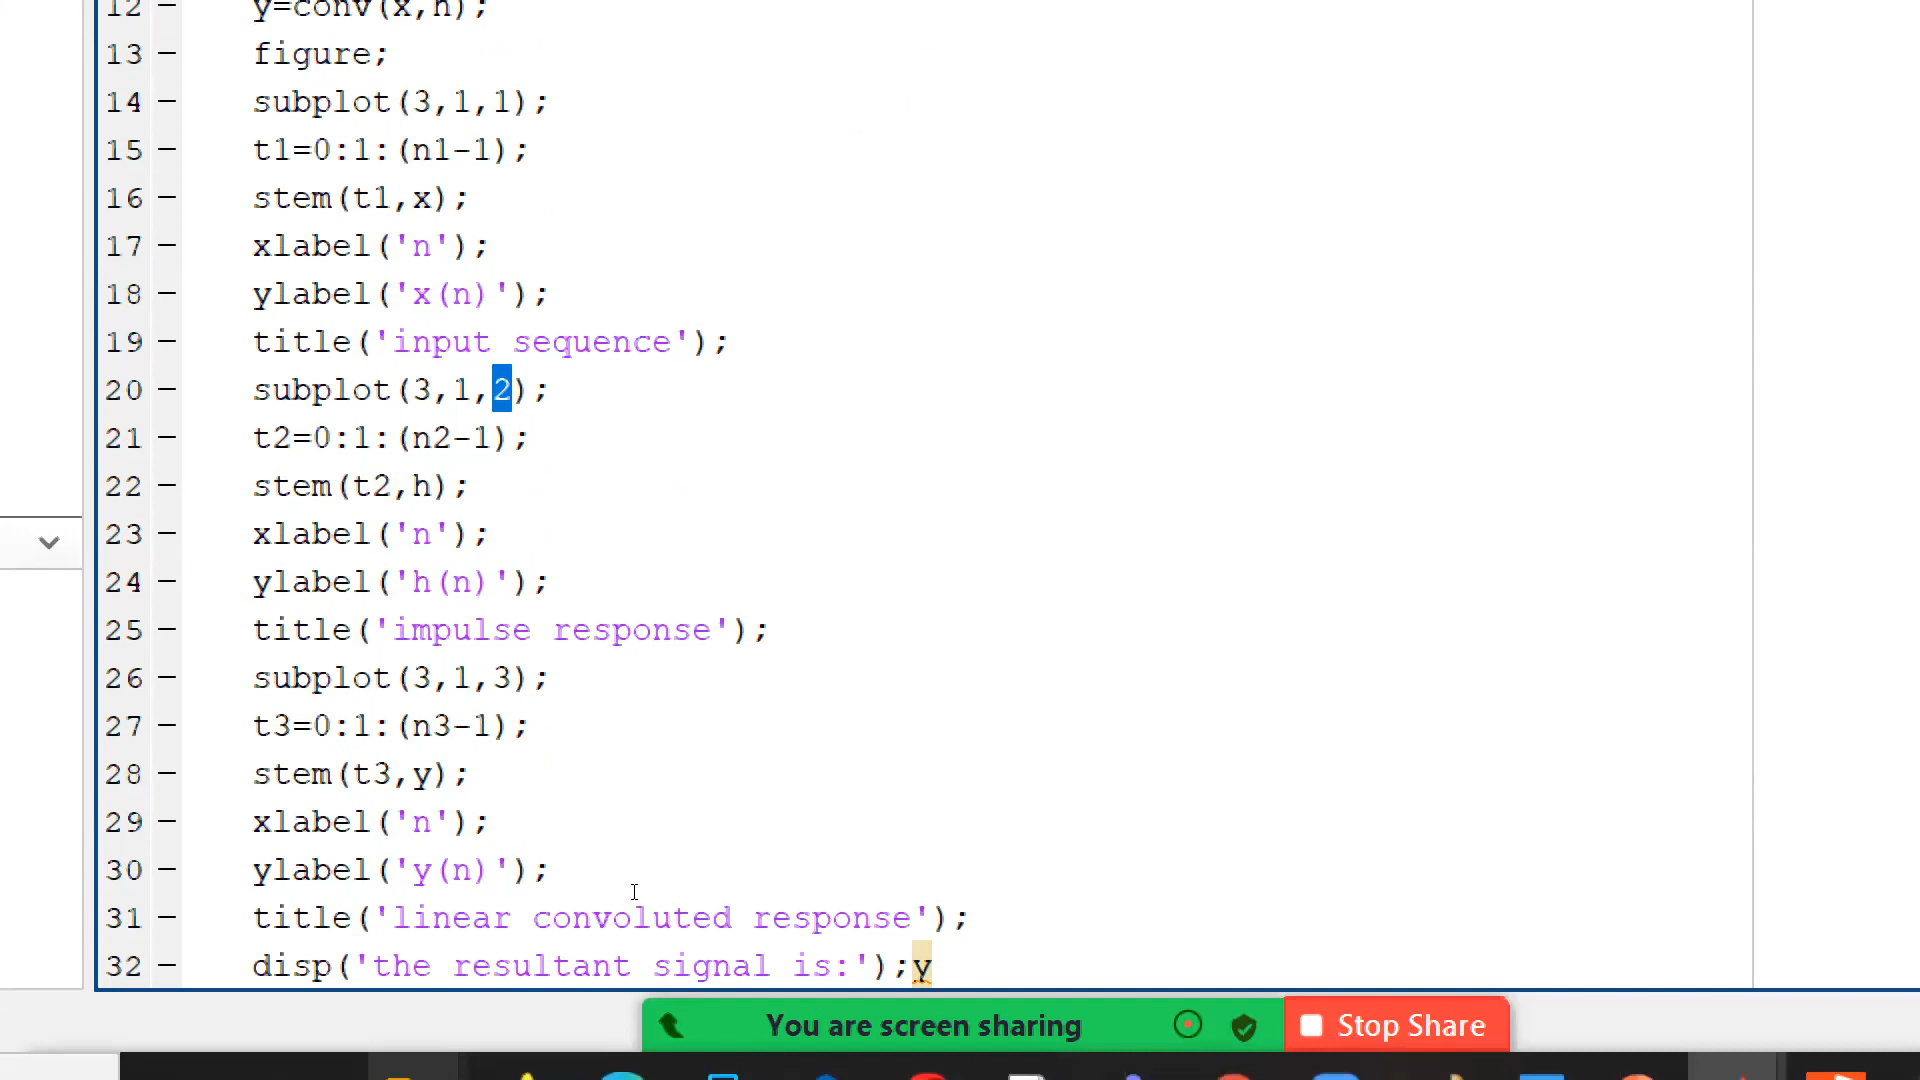 12 — y=conv(x,h);
13 — figure;
14 — subplot(3,1,1);
15 — t1=0:1:(n1-1);
16 — stem(t1,x);
17 — xlabel('n');
18 — ylabel('x(n)');
19 — title('input sequence');
20 — subplot(3,1,2);
21 — t2=0:1:(n2-1);
22 — stem(t2,h);
23 — xlabel('n');
24 — ylabel('h(n)');
25 — title('impulse response');
26 — subplot(3,1,3);
27 — t3=0:1:(n3-1);
28 — stem(t3,y);
29 — xlabel('n');
30 — ylabel('y(n)');
31 — title('linear convoluted response');
32 — disp('the resultant signal is:');y
You are screen sharing
Stop Share